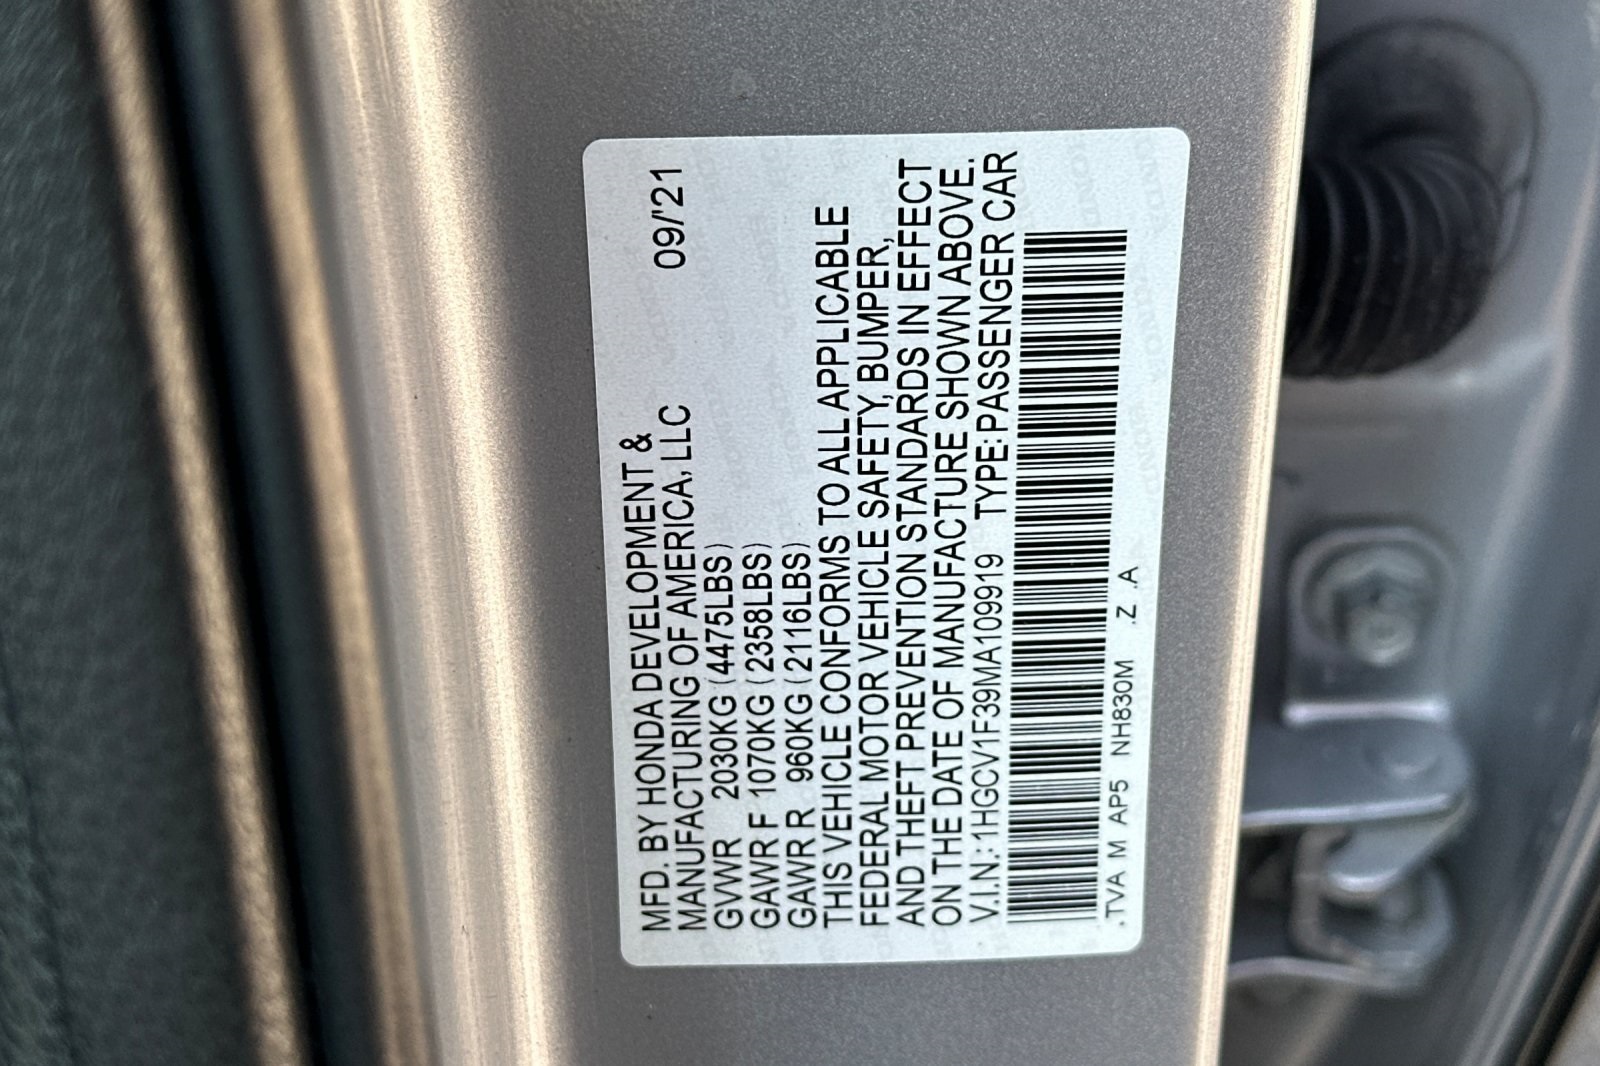 MFD. BY HONDA DEVELOPMENT &
MANUFACTURING OF AMERICA, LLC 09/'21
GVWR 2030KG (4475LBS)
GAWR F 1070KG (2358LBS)
GAWR R 960KG (2116LBS)
THIS VEHICLE CONFORMS TO ALL APPLICABLE
FEDERAL MOTOR VEHICLE SAFETY, BUMPER,
AND THEFT PREVENTION STANDARDS IN EFFECT
ON THE DATE OF MANUFACTURE SHOWN ABOVE.
V.I.N.: 1HGCV1F39MA109919 TYPE: PASSENGER CAR
.TVA M AP5 NH830M .Z .A